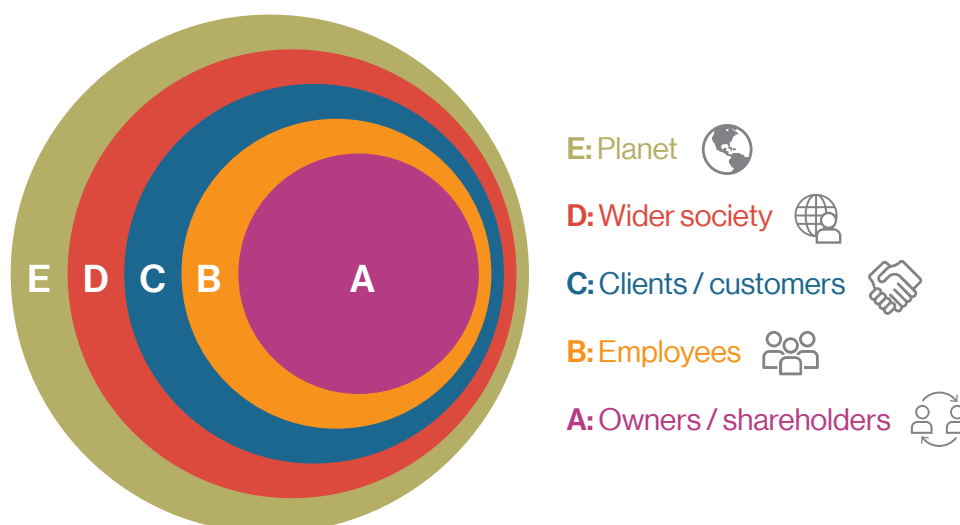 E D C B A
E: Planet
D: Wider society
C: Clients / customers
B: Employees
A: Owners / shareholders